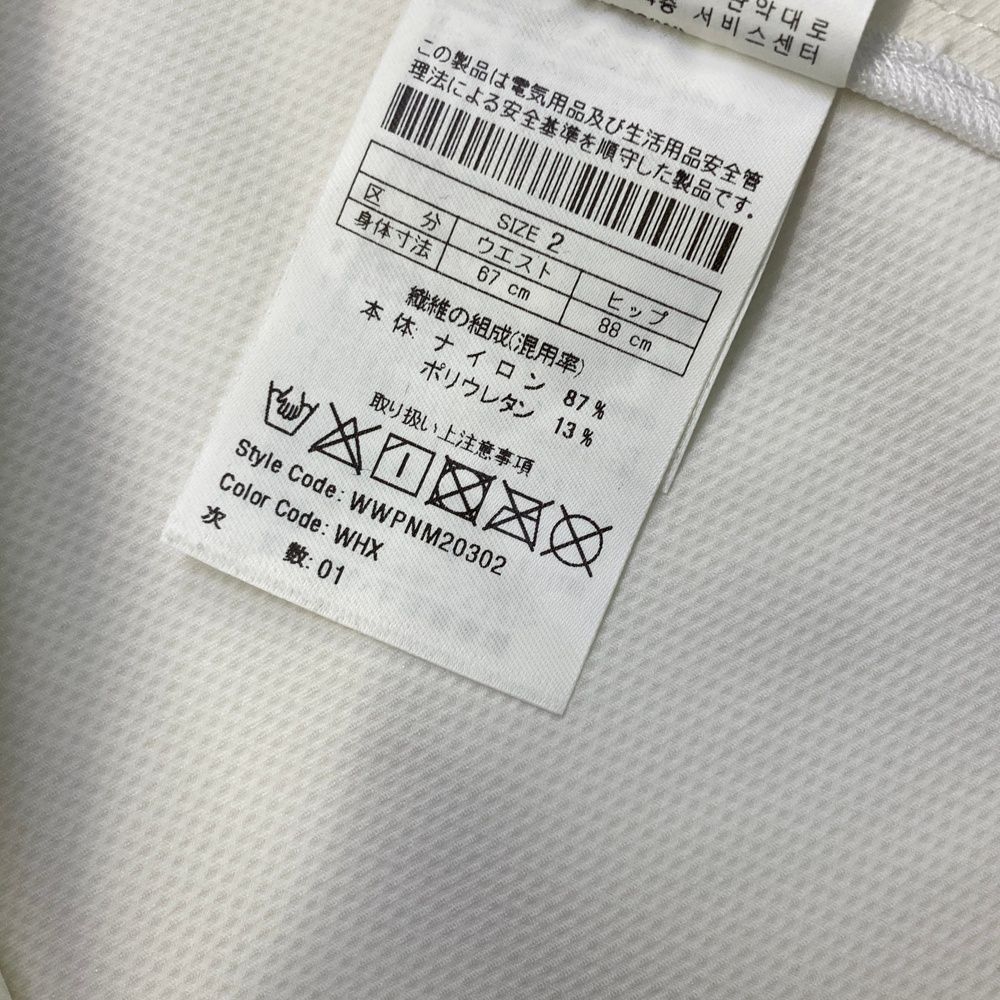 악대로
서비스센터
この製品は電気用品及び生活用品安全管
理法による安全基準を順守した製品です.
SIZE 2
区 分 ウエスト ヒップ
身体寸法 67 cm 88 cm
繊維の組成(混用率)
本 体 ナ イ ロ ン 87 %
ポリウレタン 13 %
取り扱い上注意事項
Style Code: WWPNM20302
Color Code: WHX
次 数: 01